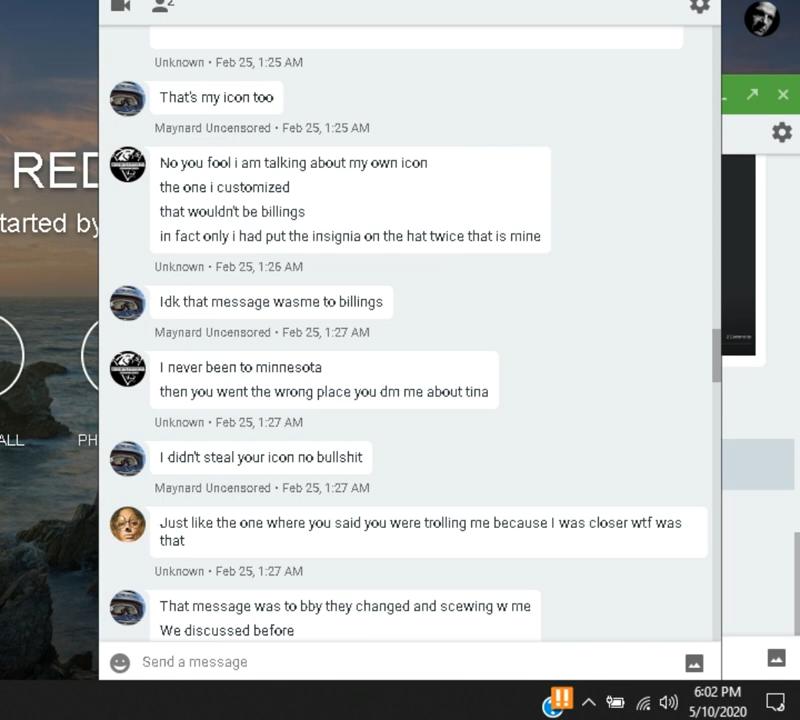 2
Unknown • Feb 25, 1:25 AM
That's my icon too
Maynard Uncensored • Feb 25, 1:25 AM
No you fool i am talking about my own icon
the one i customized
that wouldn't be billings
in fact only i had put the insignia on the hat twice that is mine
Unknown • Feb 25, 1:26 AM
Idk that message wasme to billings
Maynard Uncensored • Feb 25, 1:27 AM
I never been to minnesota
then you went the wrong place you dm me about tina
Unknown • Feb 25, 1:27 AM
I didn't steal your icon no bullshit
Maynard Uncensored • Feb 25, 1:27 AM
Just like the one where you said you were trolling me because I was closer wtf was
that
Unknown • Feb 25, 1:27 AM
That message was to bby they changed and scewing w me
We discussed before
Send a message
RED
tarted by
ALL
PH
6:02 PM
5/10/2020